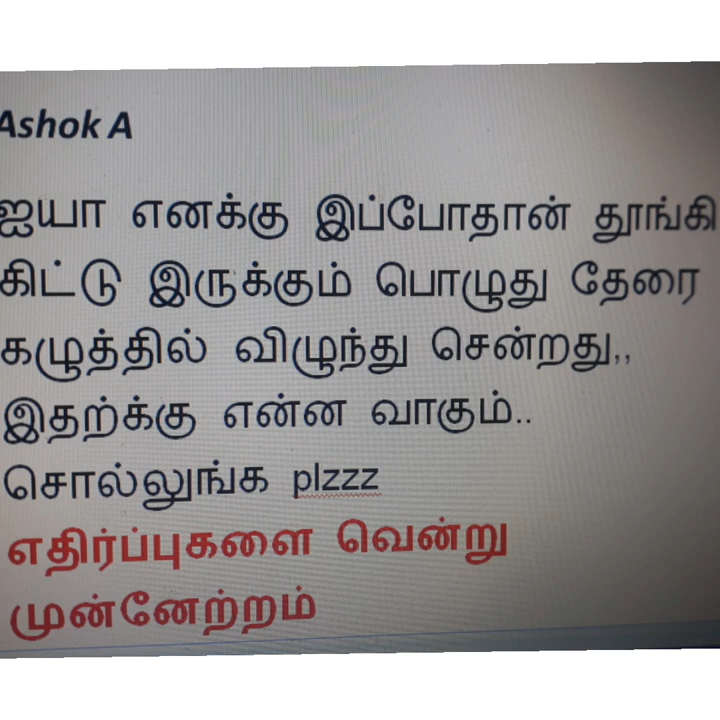 Ashok A
ஐயா எனக்கு இப்போதான் தூங்கி
கிட்டு இருக்கும் பொழுது தேரை
கழுத்தில் விழுந்து சென்றது,,
இதற்க்கு என்ன வாகும்..
சொல்லுங்க plzzz
எதிர்ப்புகளை வென்று
முன்னேற்றம்